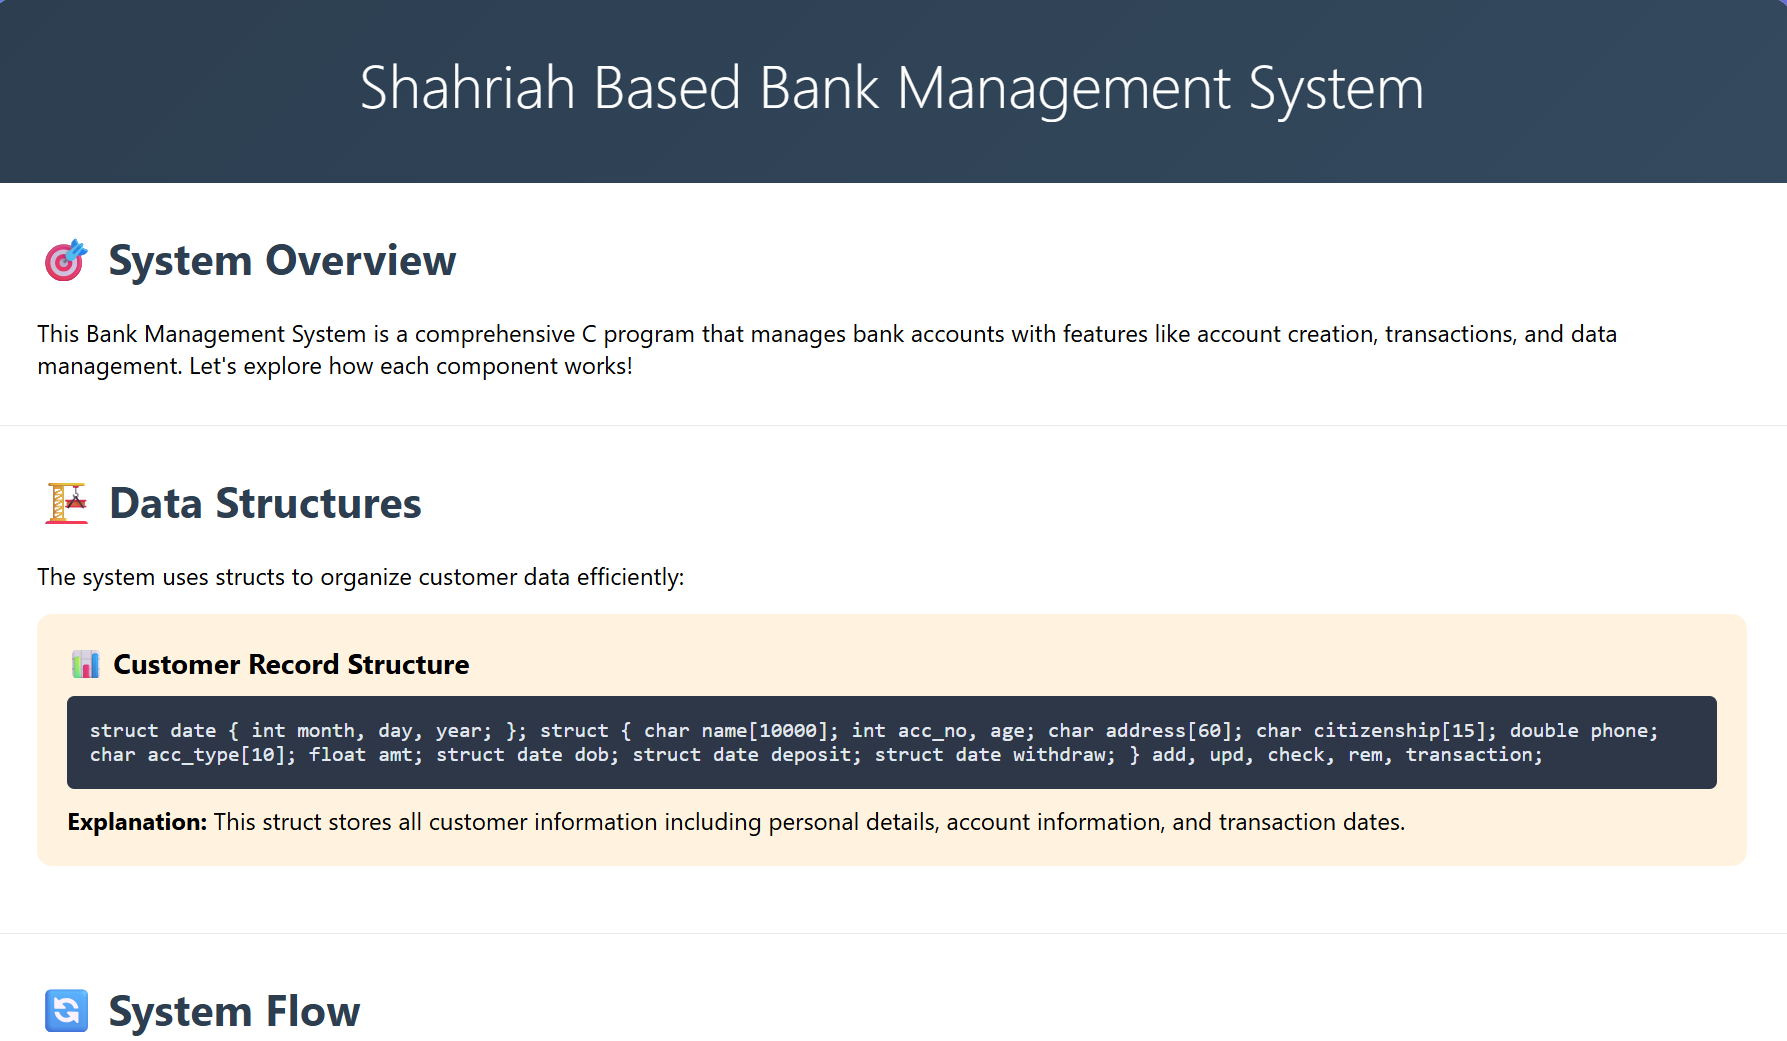 Shahriah Based Bank Management System
System Overview
This Bank Management System is a comprehensive C program that manages bank accounts with features like account creation, transactions, and data
management. Let's explore how each component works!
Data Structures
The system uses structs to organize customer data efficiently:
Customer Record Structure
struct date { int month, day, year; }; struct { char name[10000]; int acc_no, age; char address[60]; char citizenship[15]; double phone;
char acc_type[10]; float amt; struct date dob; struct date deposit; struct date withdraw; } add, upd, check, rem, transaction;
Explanation: This struct stores all customer information including personal details, account information, and transaction dates.
System Flow